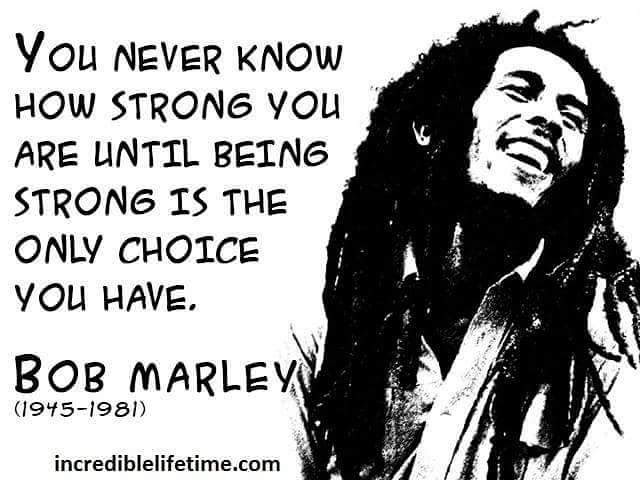 You never know
how strong you
are until being
strong is the
only choice
you have.
Bob marley
(1945-1981)
incrediblelifetime.com